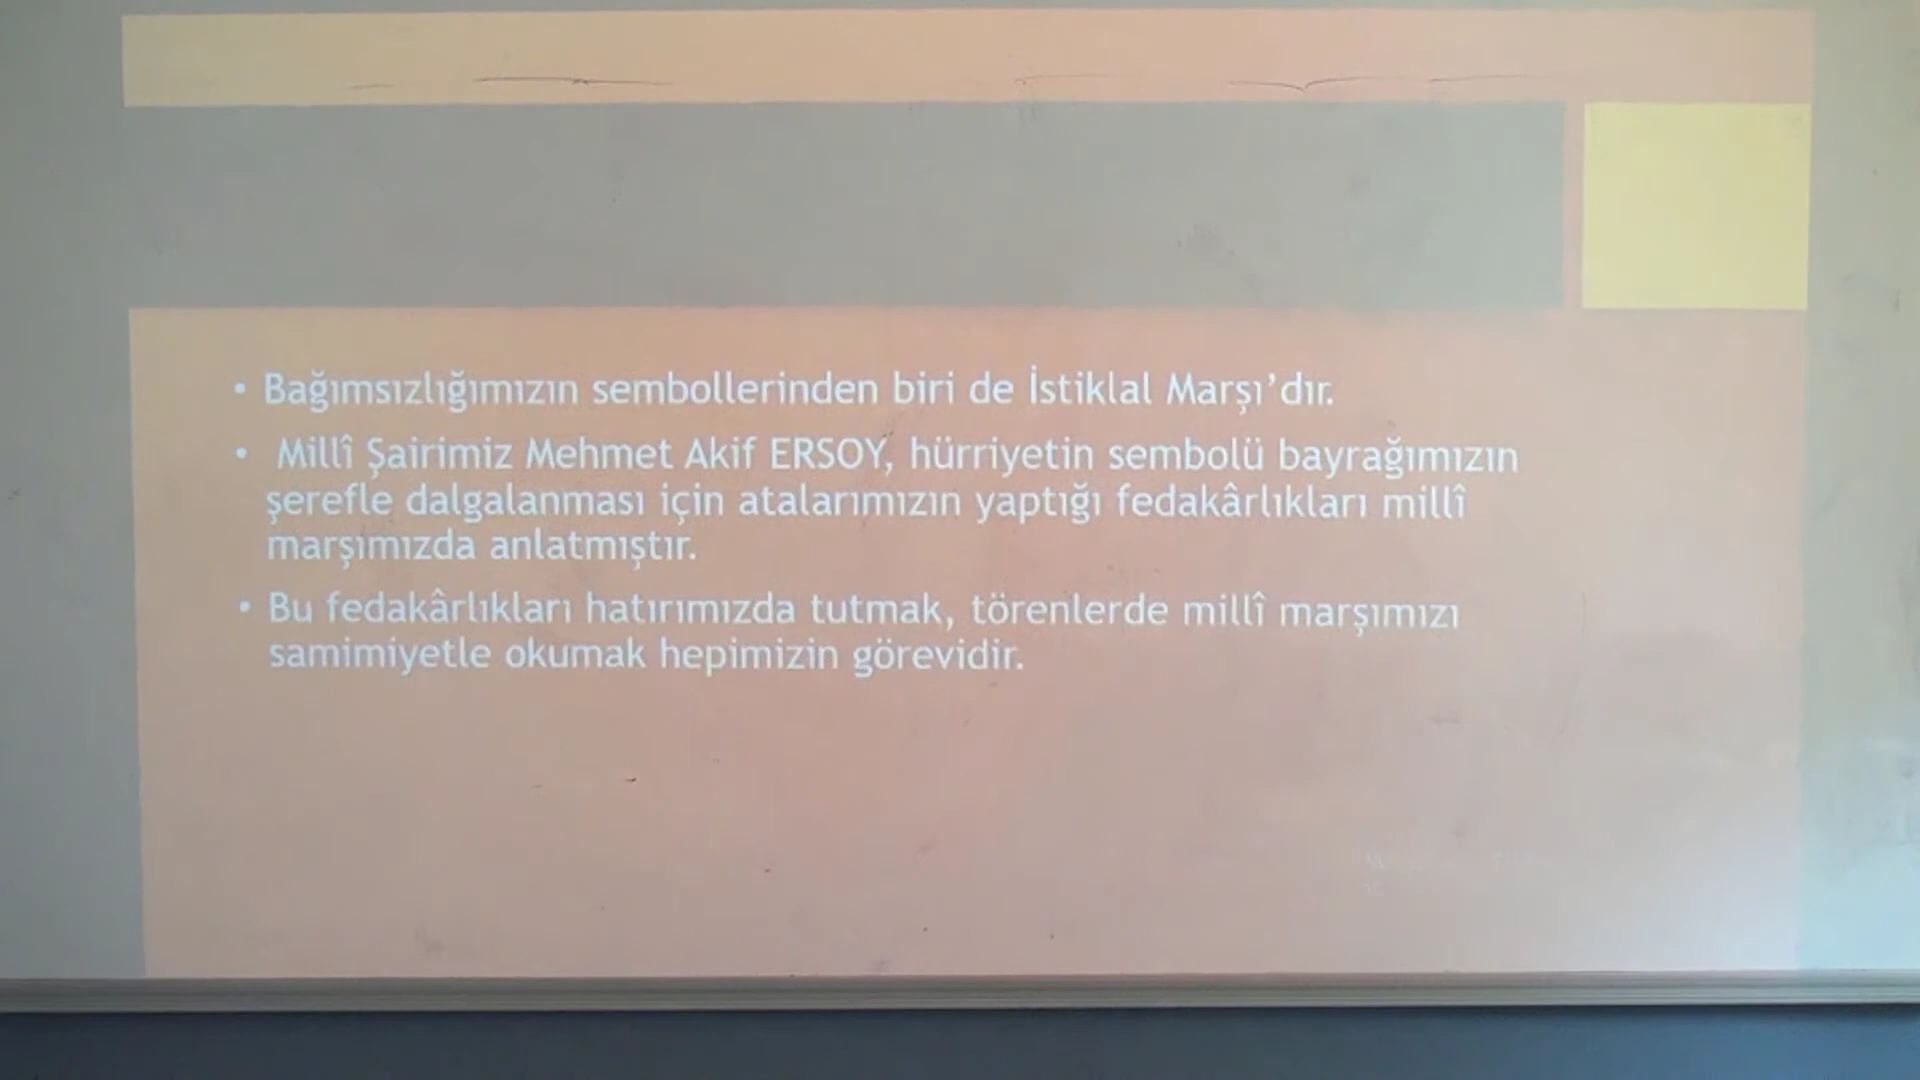 • Bağımsızlığımızın sembollerinden biri de İstiklal Marşı’dır.
• Millî Şairimiz Mehmet Akif ERSOY, hürriyetin sembolü bayrağımızın
şerefle dalgalanması için atalarımızın yaptığı fedakârlıkları millî
marşımızda anlatmıştır.
• Bu fedakârlıkları hatırımızda tutmak, törenlerde millî marşımızı
samimiyetle okumak hepimizin görevidir.